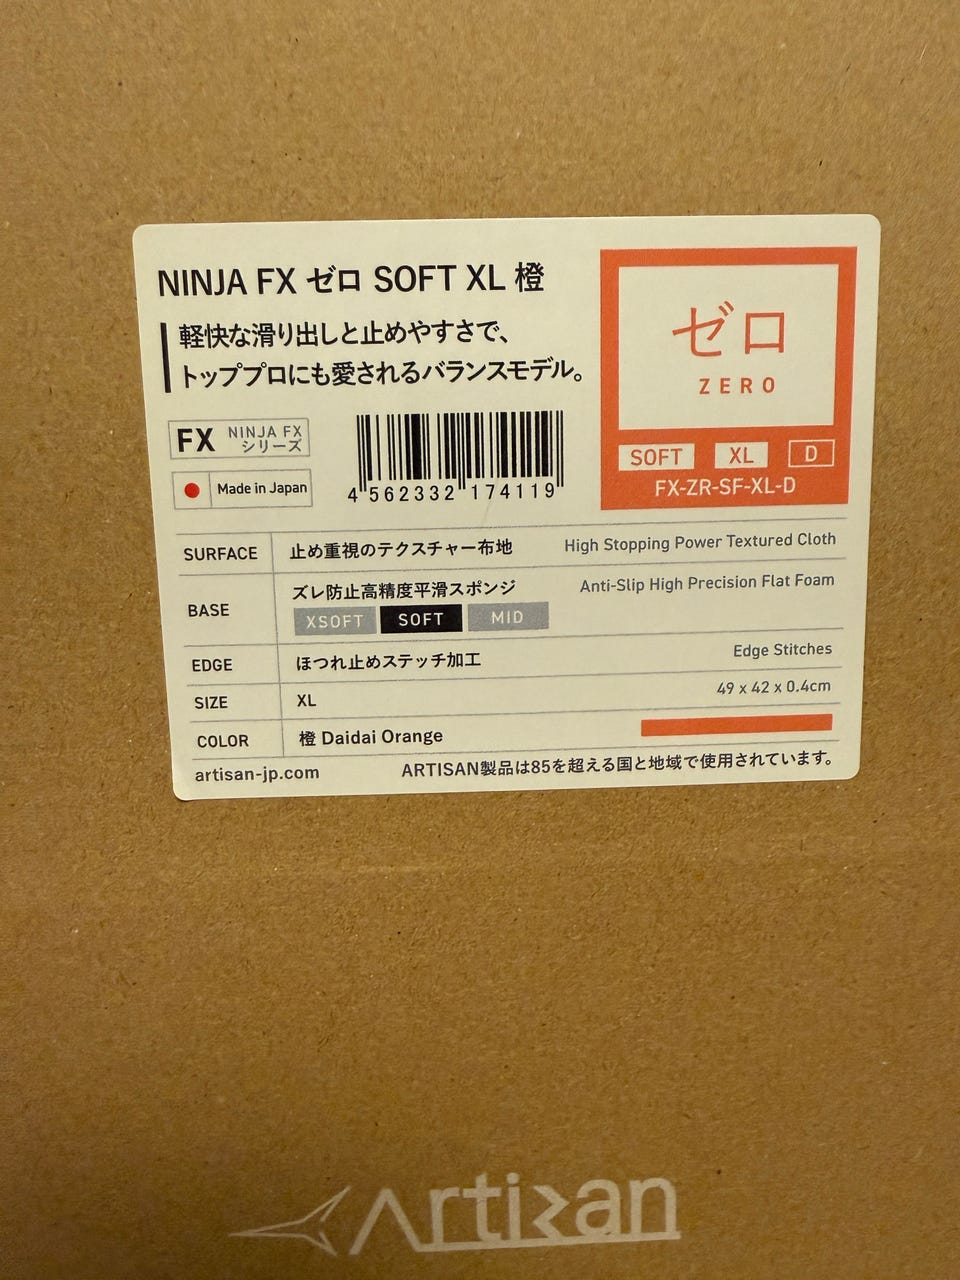 NINJA FX ゼロ SOFT XL 橙
軽快な滑り出しと止めやすさで、
トッププロにも愛されるバランスモデル。
ゼロ
ZERO
SOFT XL D
FX-ZR-SF-XL-D
FX NINJA FX
シリーズ
Made in Japan
4 562332 174119
SURFACE 止め重視のテクスチャー布地 High Stopping Power Textured Cloth
BASE ズレ防止高精度平滑スポンジ Anti-Slip High Precision Flat Foam
XSOFT SOFT MID
EDGE ほつれ止めステッチ加工 Edge Stitches
SIZE XL 49 x 42 x 0.4cm
COLOR 橙 Daidai Orange
artisan-jp.com ARTISAN製品は85を超える国と地域で使用されています。
Artisan